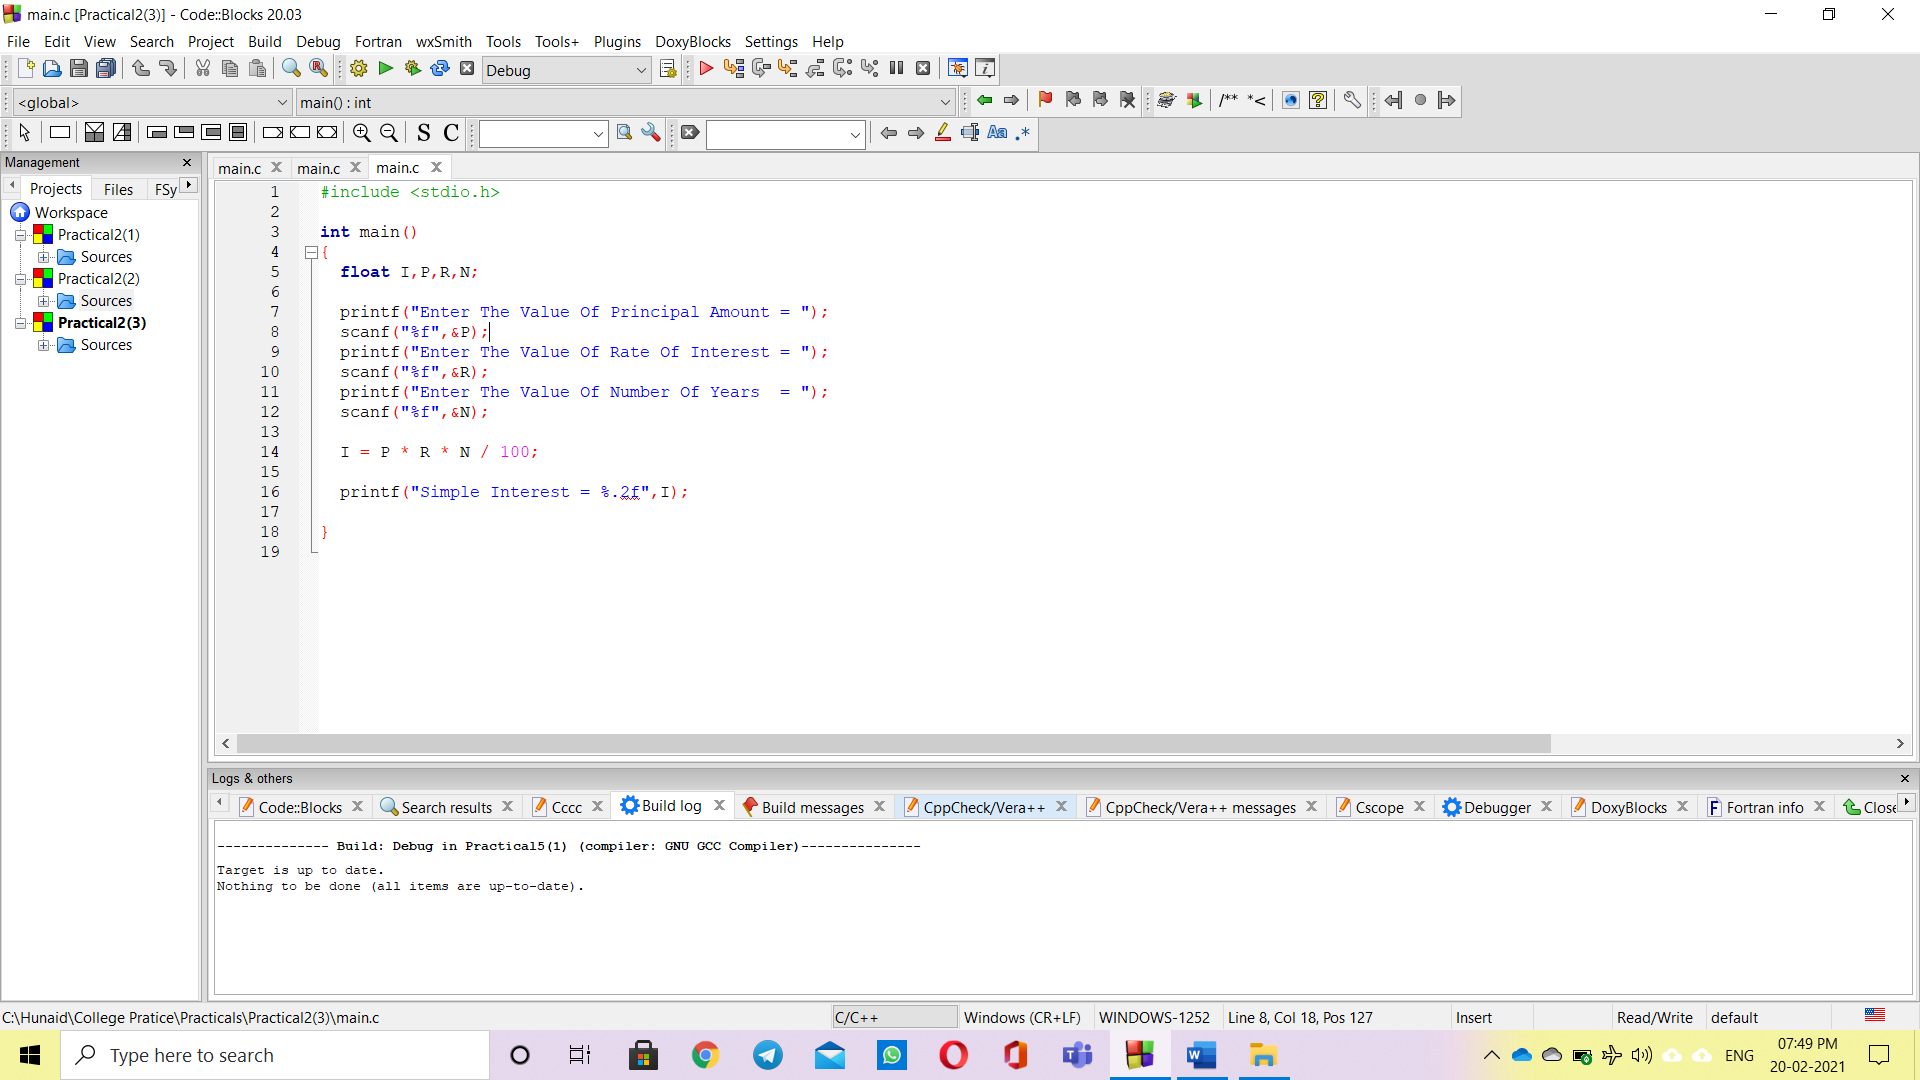 main.c [Practical2(3)] - Code::Blocks 20.03
File Edit View Search Project Build Debug Fortran wxSmith Tools Tools+ Plugins DoxyBlocks Settings Help
Debug
<global> main() : int /** *<
S C Aa .*
Management
main.c main.c main.c
Projects Files FSy
Workspace
Practical2(1)
Sources
Practical2(2)
Sources
Practical2(3)
Sources
1 #include <stdio.h>
2
3 int main()
4 {
5 float I,P,R,N;
6
7 printf("Enter The Value Of Principal Amount = ");
8 scanf("%f",&P);
9 printf("Enter The Value Of Rate Of Interest = ");
10 scanf("%f",&R);
11 printf("Enter The Value Of Number Of Years  = ");
12 scanf("%f",&N);
13
14 I = P * R * N / 100;
15
16 printf("Simple Interest = %.2f",I);
17
18 }
19
Logs & others
Code::Blocks Search results Cccc Build log Build messages CppCheck/Vera++ CppCheck/Vera++ messages Cscope Debugger DoxyBlocks F Fortran info Close
-------------- Build: Debug in Practical5(1) (compiler: GNU GCC Compiler)---------------
Target is up to date.
Nothing to be done (all items are up-to-date).
C:\Hunaid\College Pratice\Practicals\Practical2(3)\main.c C/C++ Windows (CR+LF) WINDOWS-1252 Line 8, Col 18, Pos 127 Insert Read/Write default
Type here to search
ENG
07:49 PM
20-02-2021